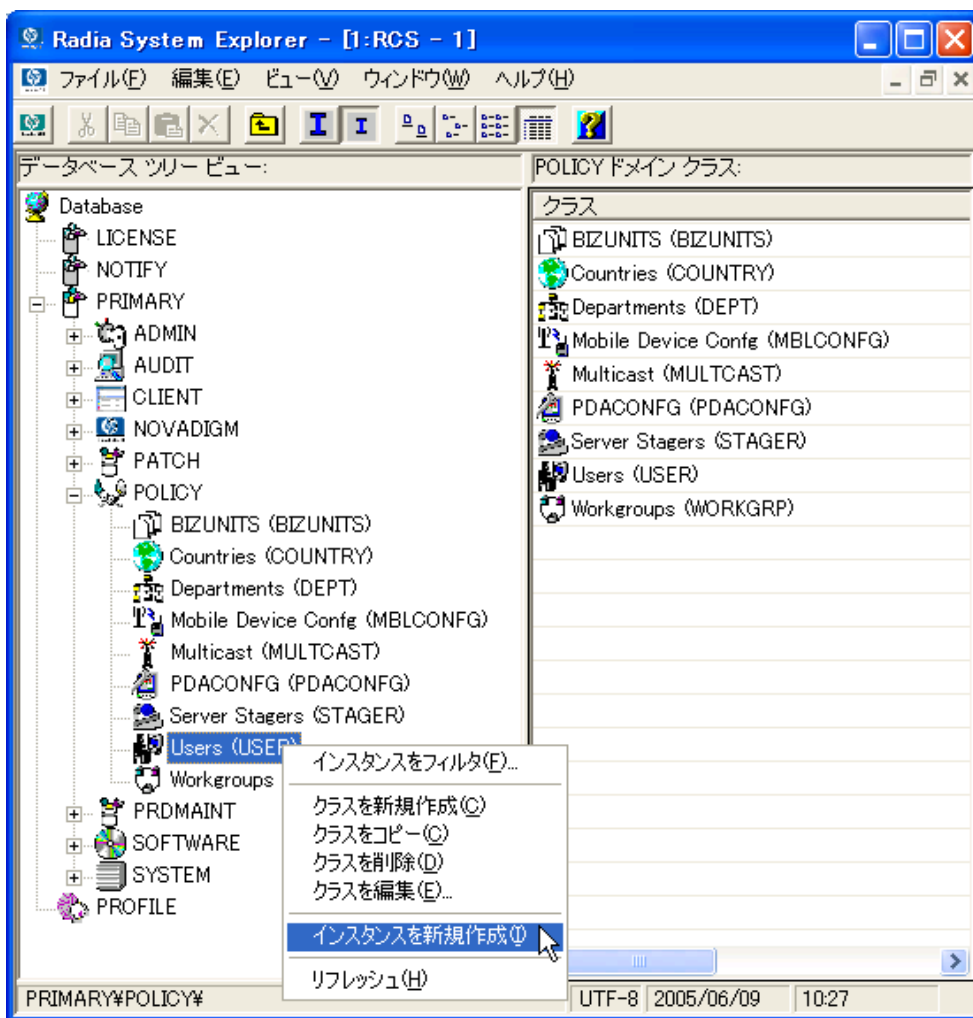 Radia System Explorer - [1:RCS - 1]
ファイル(F) 編集(E) ビュー(V) ウィンドウ(W) ヘルプ(H)
データベース ツリー ビュー:
Database
LICENSE
NOTIFY
PRIMARY
ADMIN
AUDIT
CLIENT
NOVADIGM
PATCH
POLICY
BIZUNITS (BIZUNITS)
Countries (COUNTRY)
Departments (DEPT)
Mobile Device Confg (MBLCONFG)
Multicast (MULTCAST)
PDACONFG (PDACONFG)
Server Stagers (STAGER)
Users (USER)
Workgroups
PRDMAINT
SOFTWARE
SYSTEM
PROFILE
POLICY ドメイン クラス:
クラス
BIZUNITS (BIZUNITS)
Countries (COUNTRY)
Departments (DEPT)
Mobile Device Confg (MBLCONFG)
Multicast (MULTCAST)
PDACONFG (PDACONFG)
Server Stagers (STAGER)
Users (USER)
Workgroups (WORKGRP)
インスタンスをフィルタ(F)...
クラスを新規作成(C)
クラスをコピー(C)
クラスを削除(D)
クラスを編集(E)...
インスタンスを新規作成(I)
リフレッシュ(H)
PRIMARY¥POLICY¥ UTF-8 2005/06/09 10:27